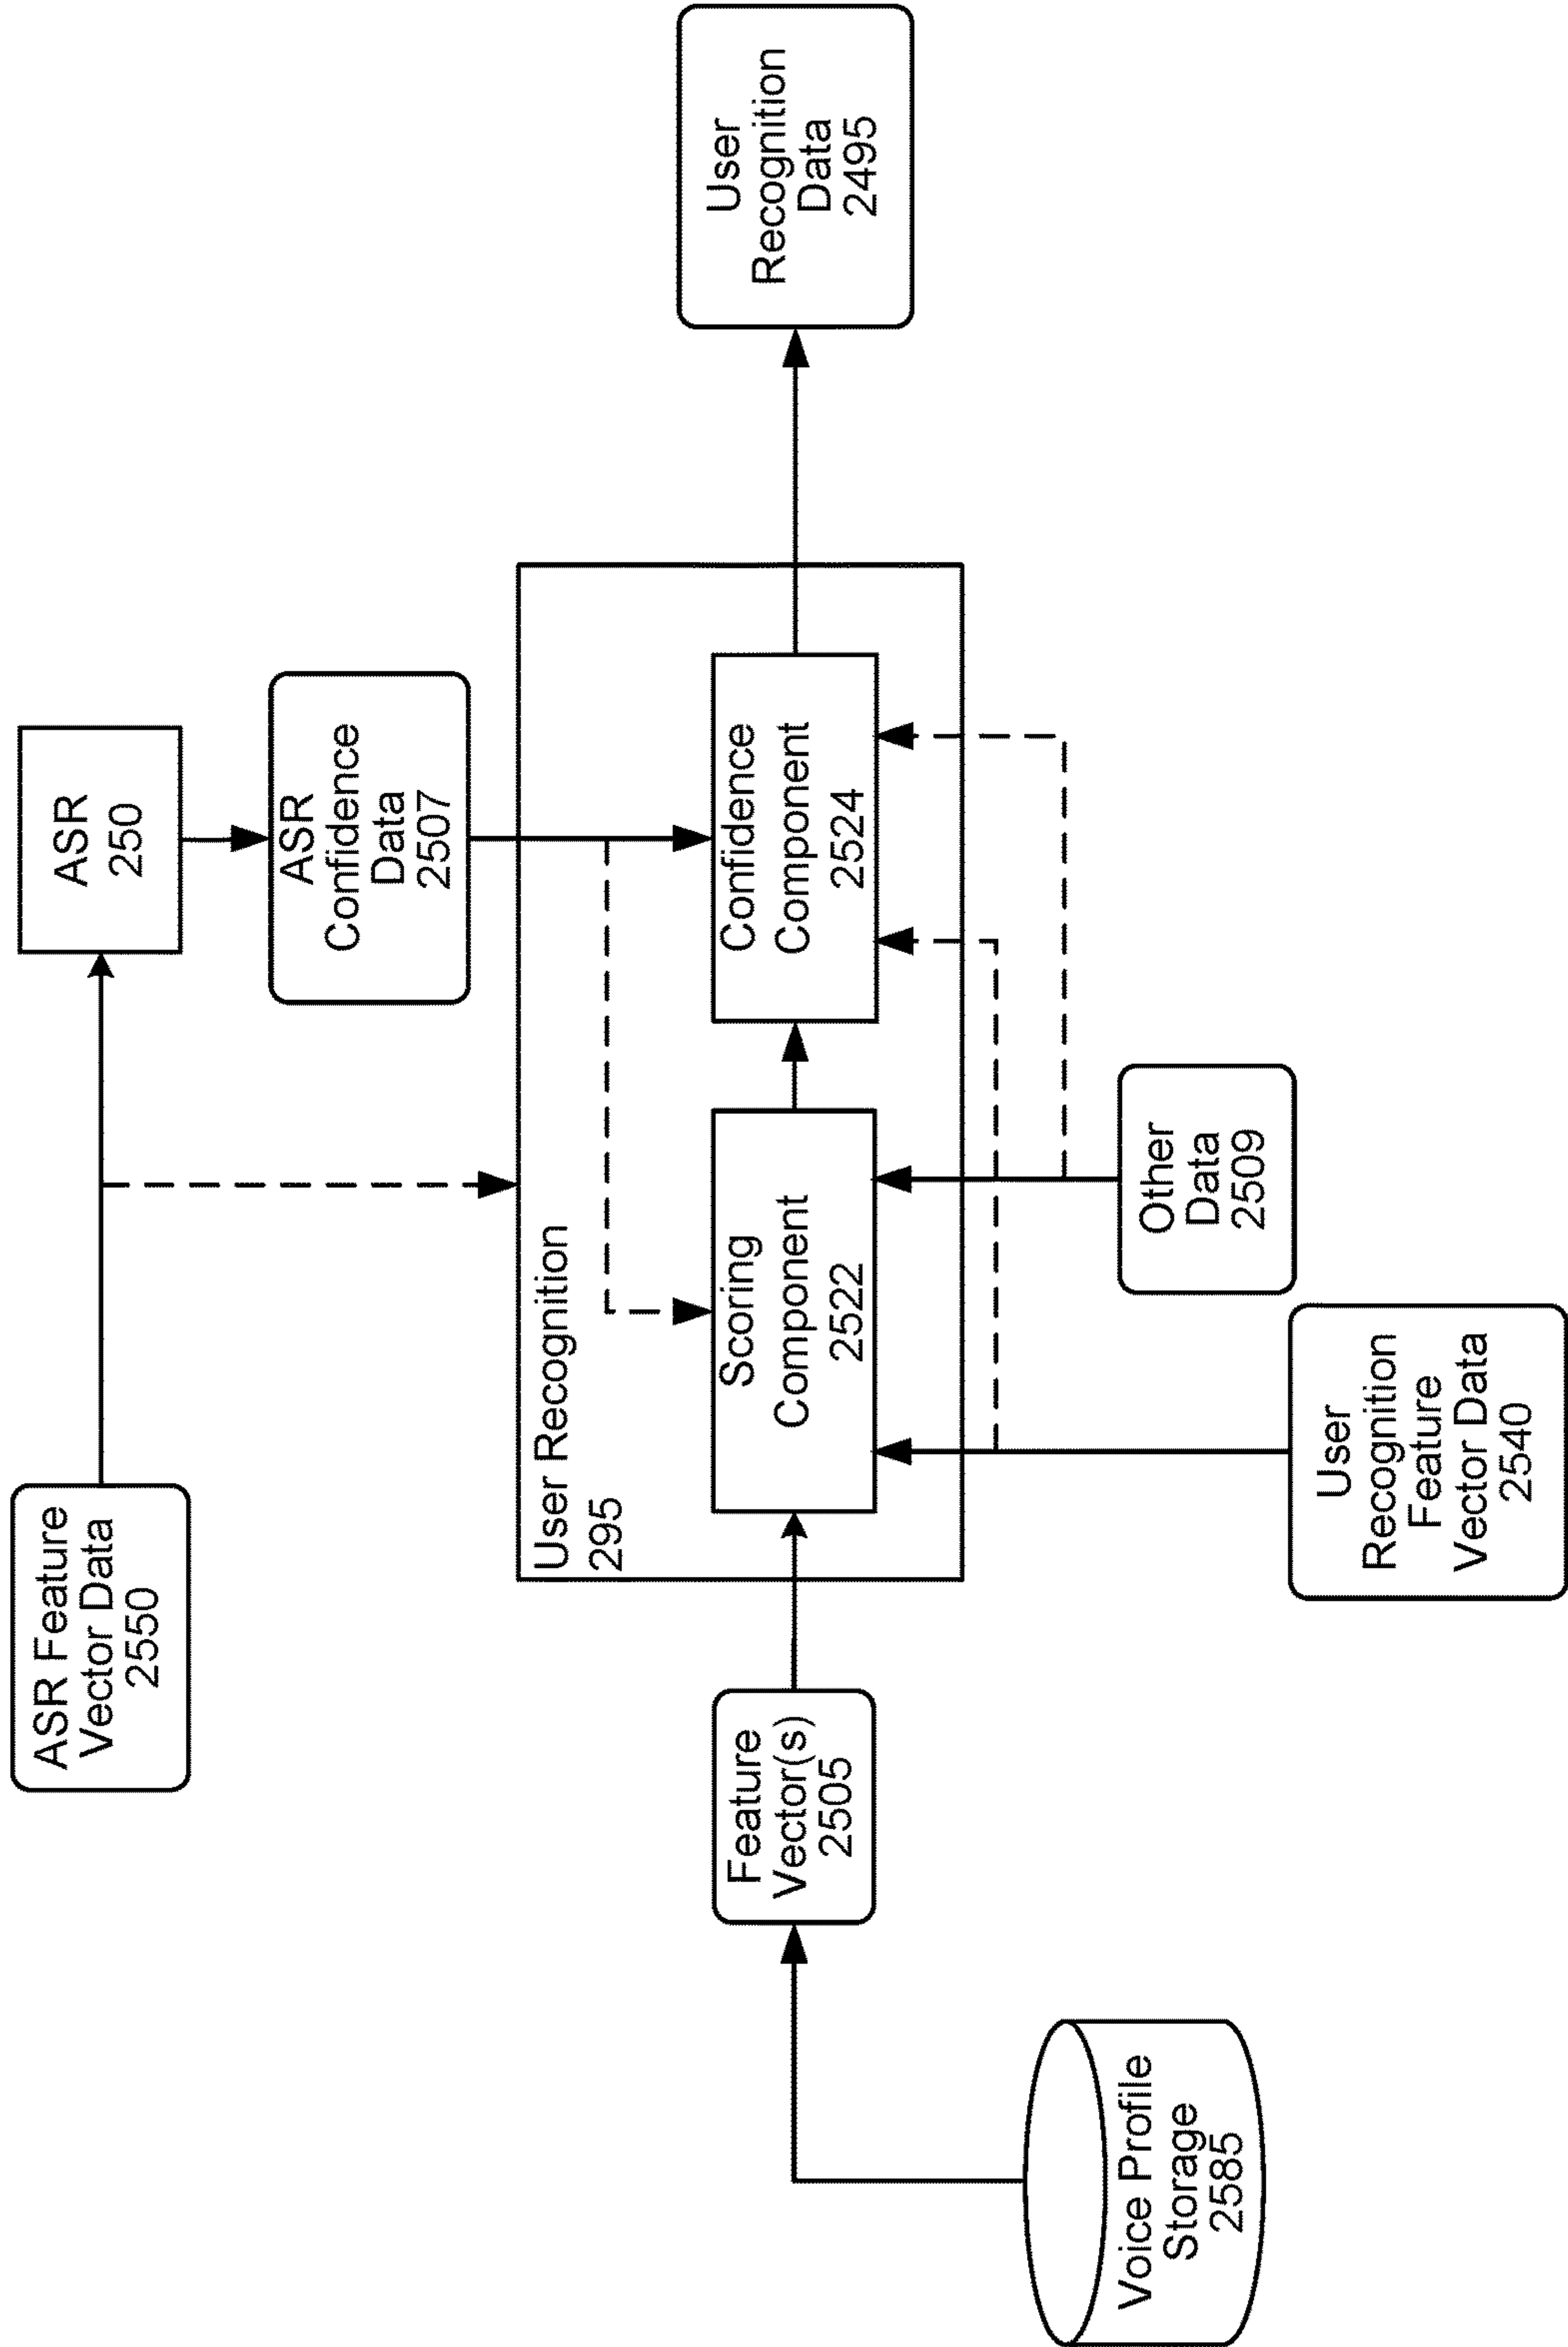 ASR Feature
Vector Data
2550
ASR
250
ASR
Confidence
Data
2507
User Recognition
295
Voice Profile
Storage
2585
Feature
Vector(s)
2505
Scoring
Component
2522
Confidence
Component
2524
User
Recognition
Data
2495
Other
Data
2509
User
Recognition
Feature
Vector Data
2540